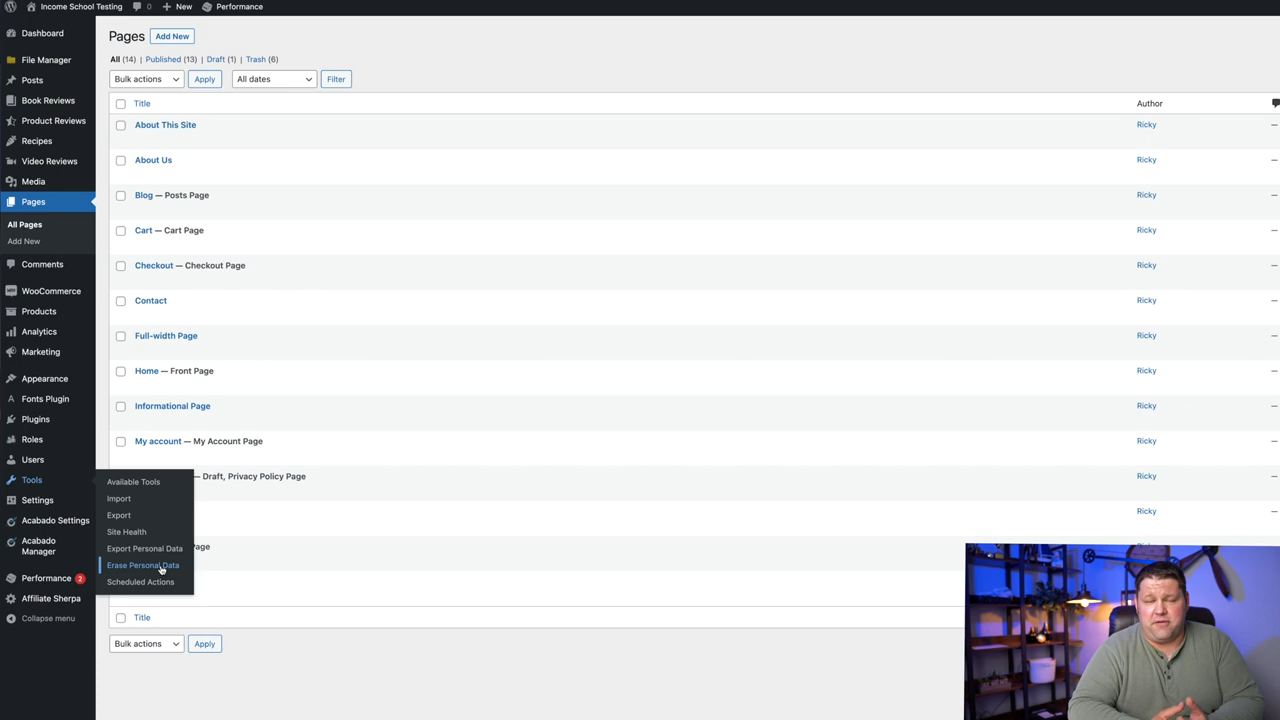 Income School Testing 0 New Performance
Dashboard
File Manager
Posts
Book Reviews
Product Reviews
Recipes
Video Reviews
Media
Pages
All Pages
Add New
Comments
WooCommerce
Products
Analytics
Marketing
Appearance
Fonts Plugin
Plugins
Roles
Users
Tools
Settings
Acabado Settings
Acabado
Manager
Performance 2
Affiliate Sherpa
Collapse menu
Available Tools
Import
Export
Site Health
Export Personal Data
Erase Personal Data
Scheduled Actions
Pages Add New
All (14) | Published (13) | Draft (1) | Trash (6)
Bulk actions Apply All dates Filter
Title Author
About This Site Ricky —
About Us Ricky —
Blog — Posts Page Ricky —
Cart — Cart Page Ricky —
Checkout — Checkout Page Ricky —
Contact Ricky —
Full-width Page Ricky —
Home — Front Page Ricky —
Informational Page Ricky —
My account — My Account Page Ricky —
— Draft, Privacy Policy Page Ricky —
Ricky —
Title
Bulk actions Apply